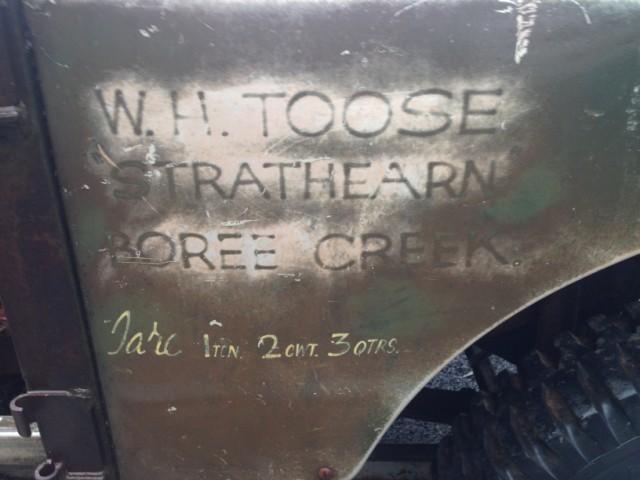 W. H. TOOSE
"STRATHEARN"
BOREE CREEK.
Tare 1 TON. 2 CWT. 3 QTRS.